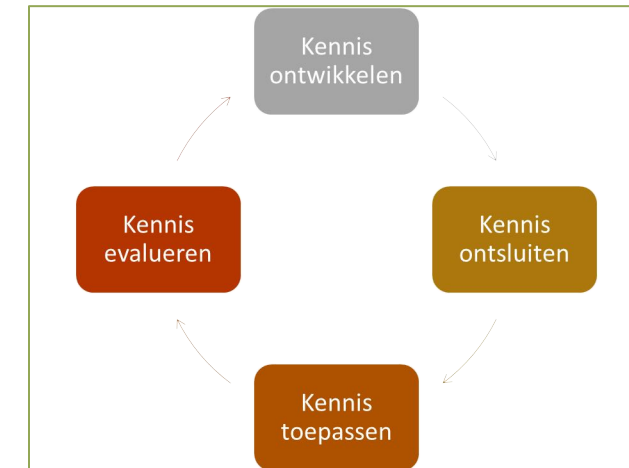 Kennis
ontwikkelen
Kennis
ontsluiten
Kennis
toepassen
Kennis
evalueren